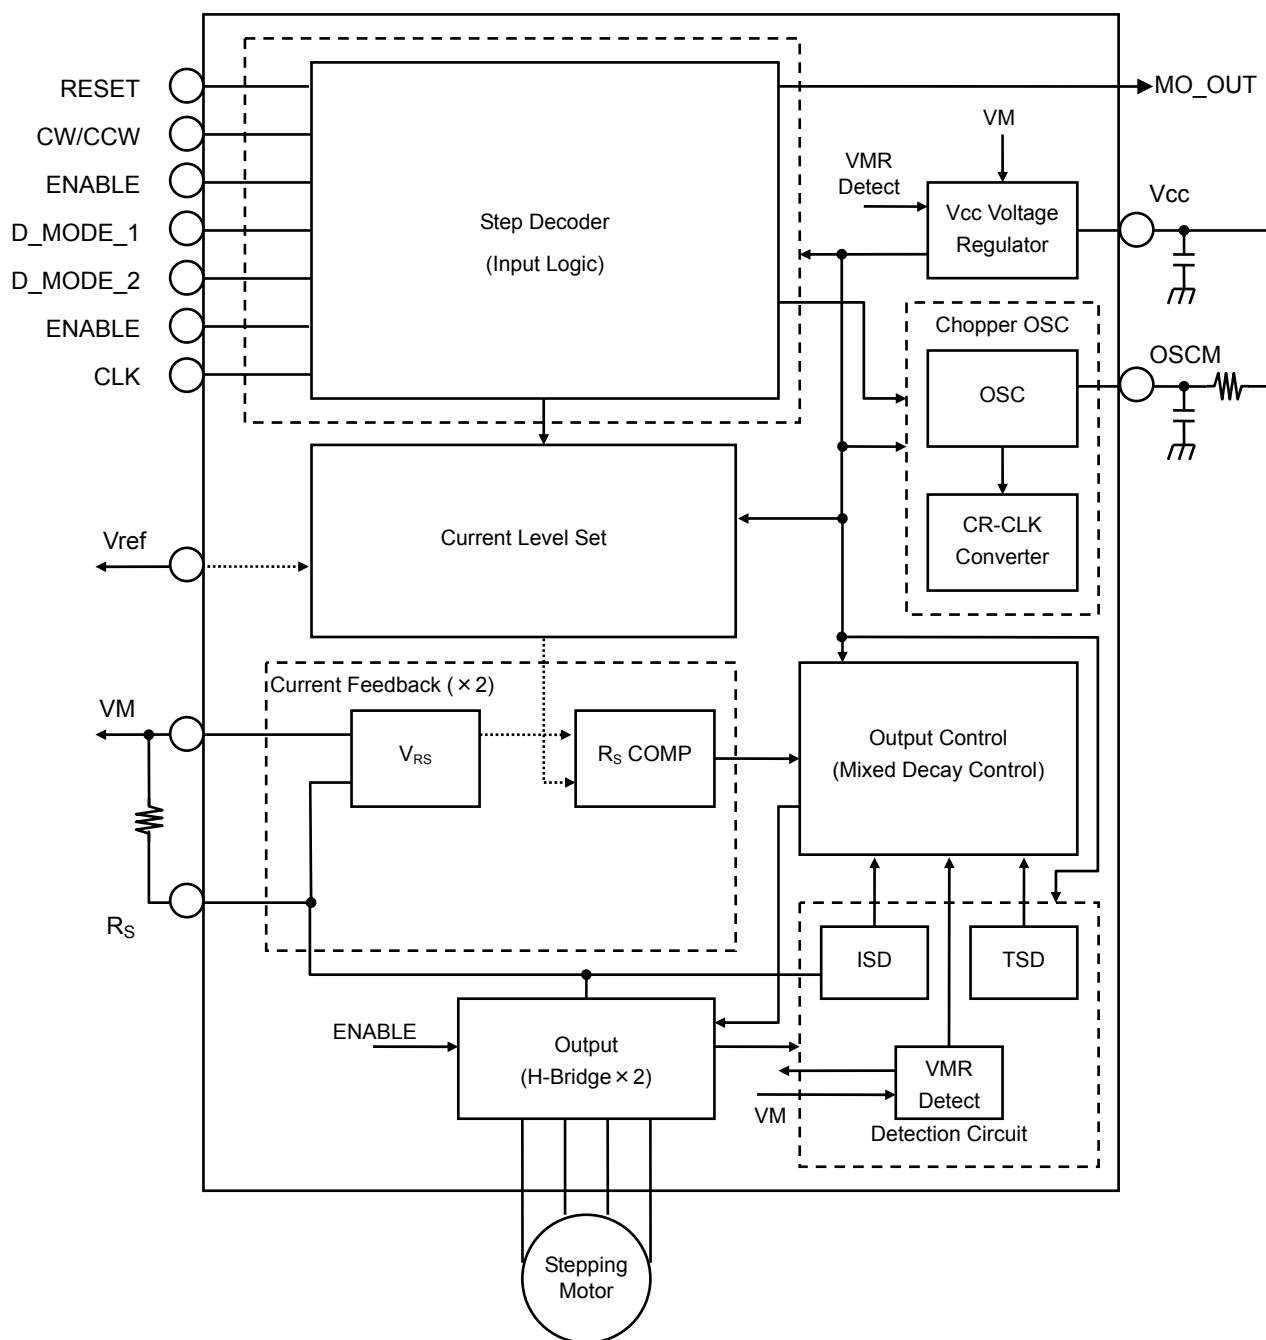 RESET
CW/CCW
ENABLE
D_MODE_1
D_MODE_2
ENABLE
CLK
Step Decoder
(Input Logic)
MO_OUT
VM
VMR
Detect
Vcc Voltage
Regulator
Vcc
Chopper OSC
OSC
OSCM
CR-CLK
Converter
Vref
Current Level Set
Current Feedback (×2)
VM
VRS
RS COMP
Output Control
(Mixed Decay Control)
RS
ISD
TSD
ENABLE
Output
(H-Bridge×2)
VMR
Detect
VM
Detection Circuit
Stepping
Motor